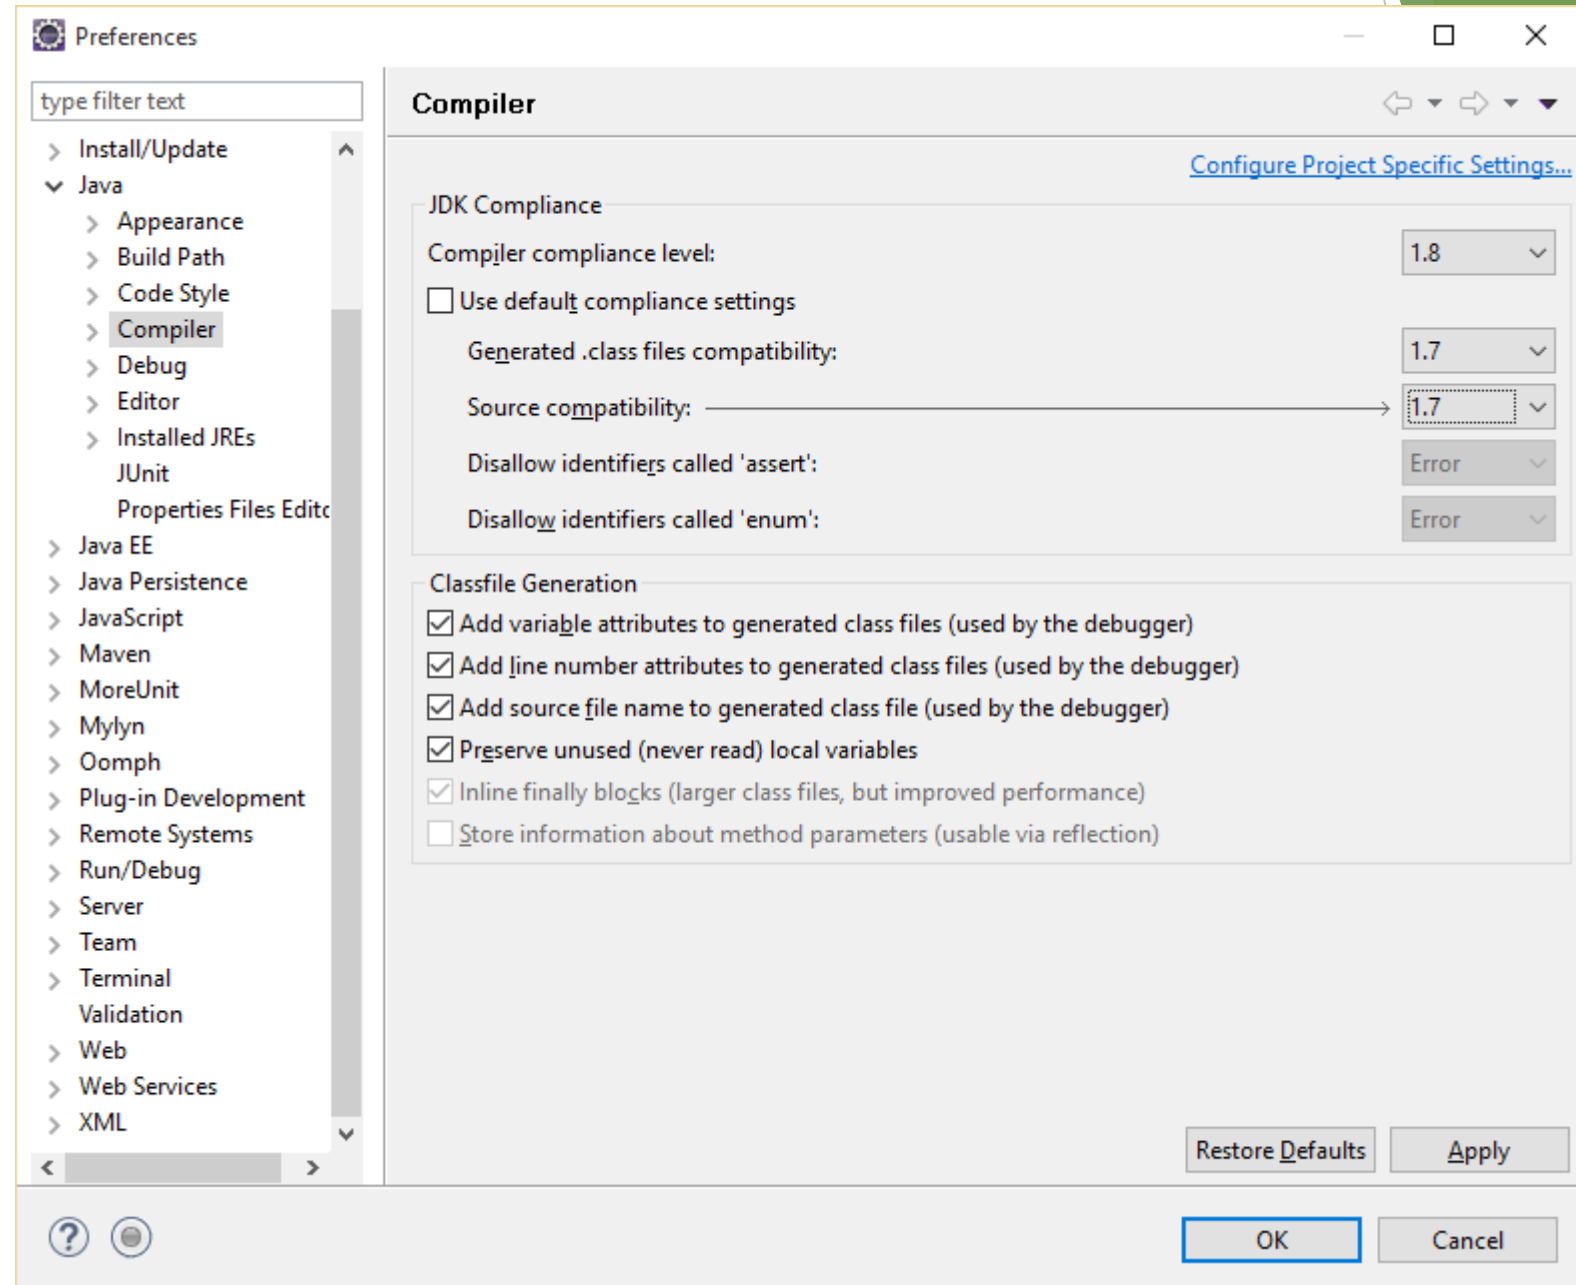 Preferences
type filter text
Install/Update
Java
Appearance
Build Path
Code Style
Compiler
Debug
Editor
Installed JREs
JUnit
Properties Files Edito
Java EE
Java Persistence
JavaScript
Maven
MoreUnit
Mylyn
Oomph
Plug-in Development
Remote Systems
Run/Debug
Server
Team
Terminal
Validation
Web
Web Services
XML
Compiler
Configure Project Specific Settings...
JDK Compliance
Compiler compliance level: 1.8
Use default compliance settings
Generated .class files compatibility: 1.7
Source compatibility: 1.7
Disallow identifiers called 'assert': Error
Disallow identifiers called 'enum': Error
Classfile Generation
Add variable attributes to generated class files (used by the debugger)
Add line number attributes to generated class files (used by the debugger)
Add source file name to generated class file (used by the debugger)
Preserve unused (never read) local variables
Inline finally blocks (larger class files, but improved performance)
Store information about method parameters (usable via reflection)
Restore Defaults Apply
? OK Cancel